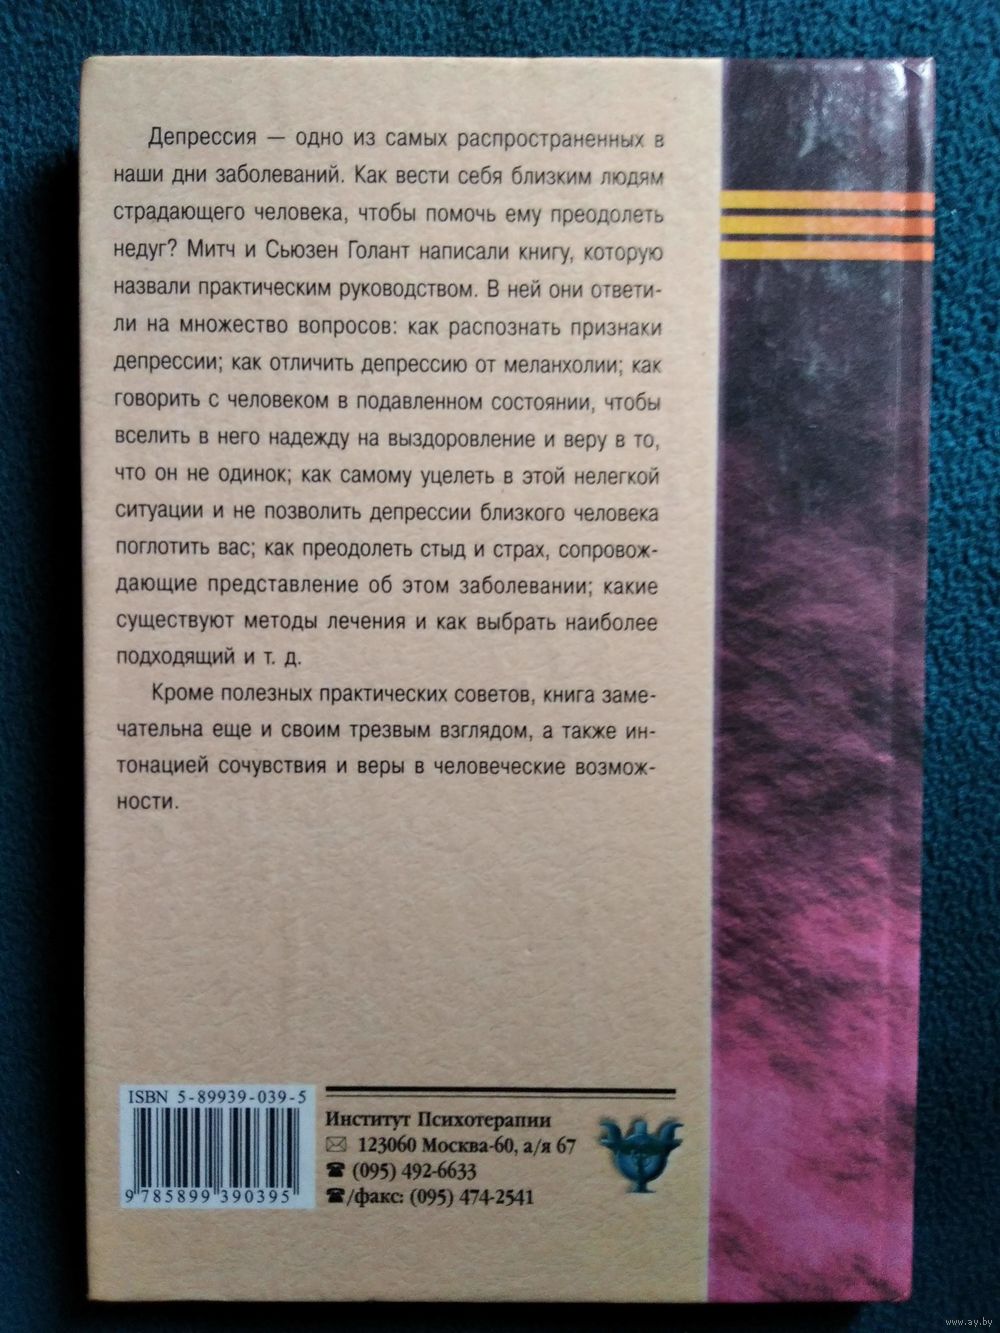 Депрессия — одно из самых распространенных в
наши дни заболеваний. Как вести себя близким людям
страдающего человека, чтобы помочь ему преодолеть
недуг? Митч и Сьюзен Голант написали книгу, которую
назвали практическим руководством. В ней они ответи-
ли на множество вопросов: как распознать признаки
депрессии; как отличить депрессию от меланхолии; как
говорить с человеком в подавленном состоянии, чтобы
вселить в него надежду на выздоровление и веру в то,
что он не одинок; как самому уцелеть в этой нелегкой
ситуации и не позволить депрессии близкого человека
поглотить вас; как преодолеть стыд и страх, сопровож-
дающие представление об этом заболевании; какие
существуют методы лечения и как выбрать наиболее
подходящий и т. д.
Кроме полезных практических советов, книга заме-
чательна еще и своим трезвым взглядом, а также ин-
тонацией сочувствия и веры в человеческие возмож-
ности.
ISBN 5-89939-039-5
9 785899 390395
Институт Психотерапии
123060 Москва-60, а/я 67
(095) 492-6633
/факс: (095) 474-2541
www.ay.by